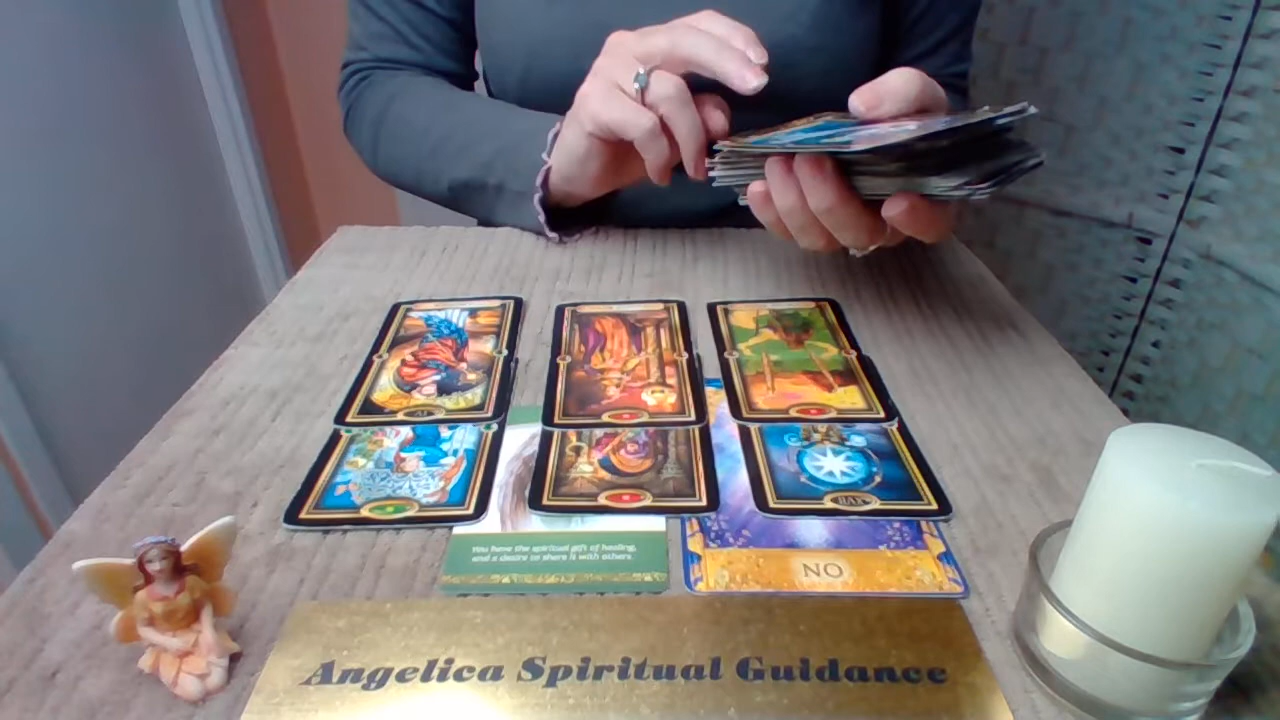 You have the spiritual gift of healing,
and a desire to share it with others.
NO
Angelica Spiritual Guidance